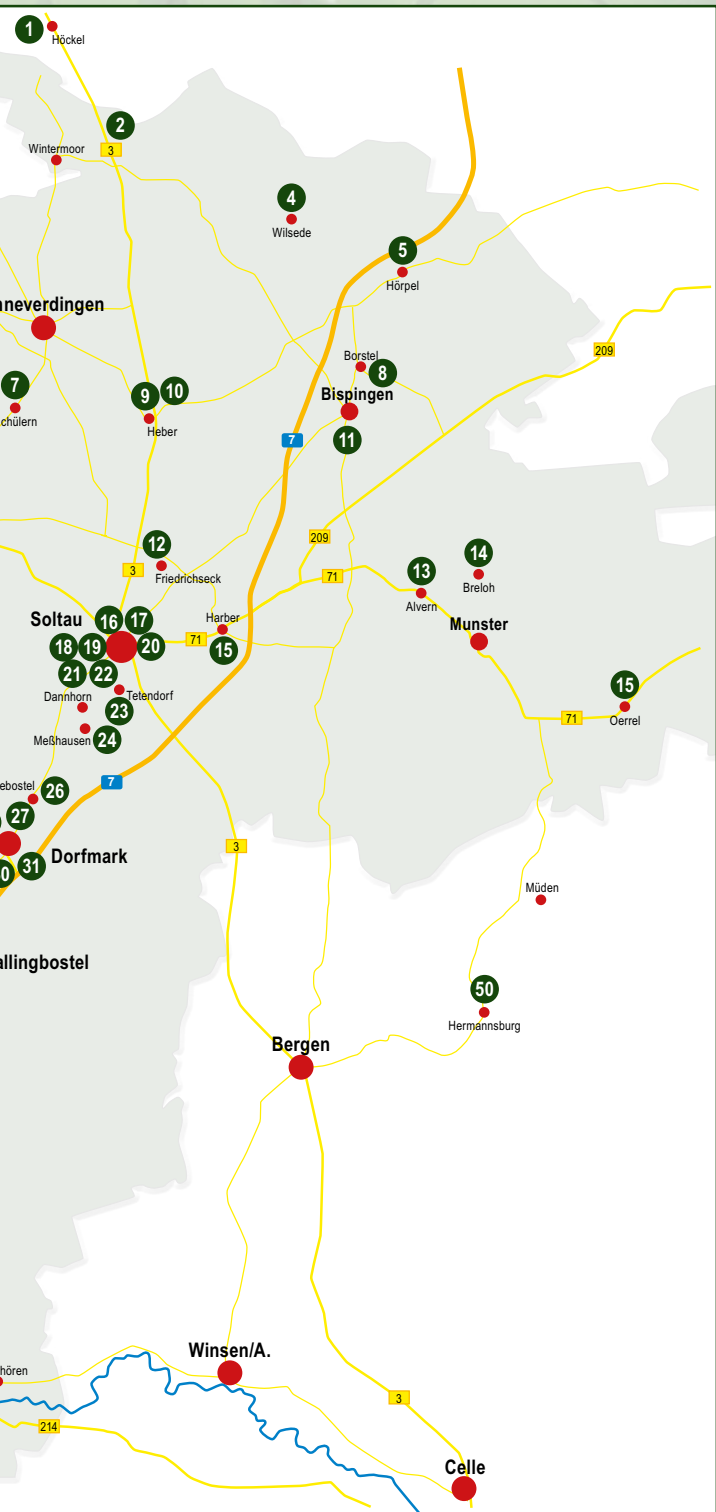 1
Höckel
2
Wintermoor
3
4
Wilsede
5
Hörpel
nneverdingen
209
7
chülern
Borstel
8
Bispingen
9
10
Heber
11
7
12
Friedrichseck
3
209
71
13
Alvern
14
Breloh
Munster
Soltau
16
17
18
19
20
71
Harber
15
21
22
Dannhorn
Tetendorf
23
Meßhausen
24
15
Oerrel
71
7
ebostel
26
27
0
31
Dorfmark
3
Müden
allingbostel
50
Hermannsburg
Bergen
Winsen/A.
hören
214
3
Celle